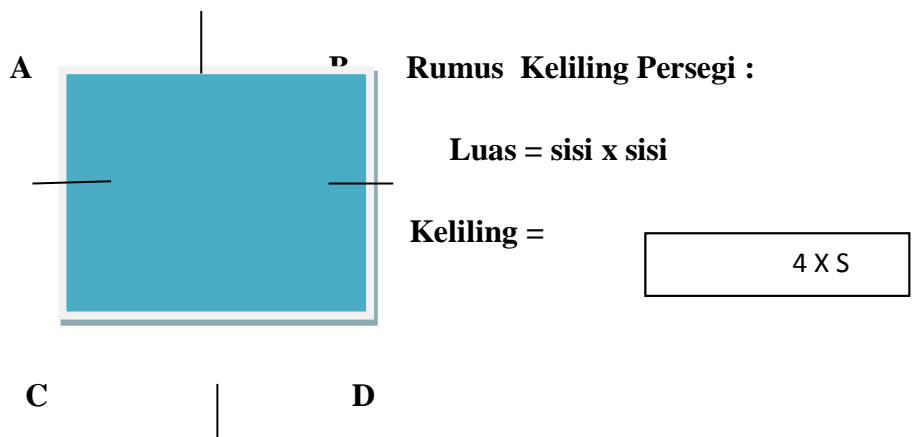 A
B Rumus Keliling Persegi :
Luas = sisi x sisi
Keliling =
4 X S
C D